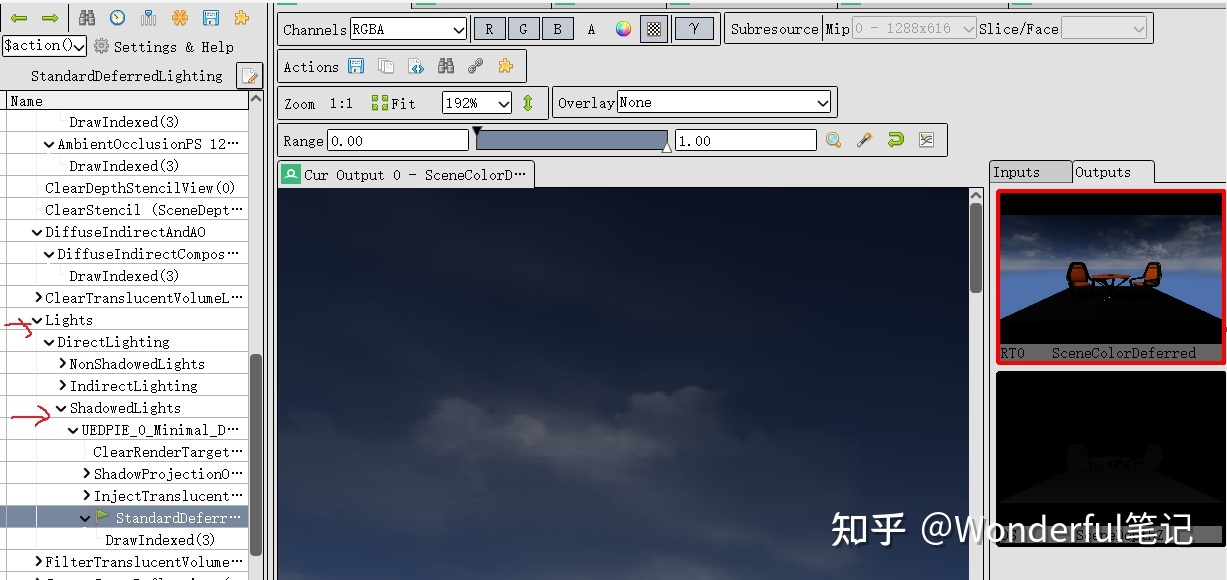 $action()
Settings & Help
StandardDeferredLighting
Name
DrawIndexed(3)
AmbientOcclusionPS 12···
DrawIndexed(3)
ClearDepthStencilView(0)
ClearStencil (SceneDept···
DiffuseIndirectAndAO
DiffuseIndirectCompos···
DrawIndexed(3)
ClearTranslucentVolumeL···
Lights
DirectLighting
NonShadowedLights
IndirectLighting
ShadowedLights
UEDPIE_0_Minimal_D···
ClearRenderTarget···
ShadowProjectionO···
InjectTranslucent···
StandardDeferr···
DrawIndexed(3)
FilterTranslucentVolume···
Channels RGBA R G B A γ Subresource Mip 0 - 1288x616 Slice/Face
Actions
Zoom 1:1 Fit 192% Overlay None
Range 0.00 1.00
Cur Output 0 - SceneColorD···
Inputs Outputs
RT0 SceneColorDeferred
知乎 @Wonderful笔记